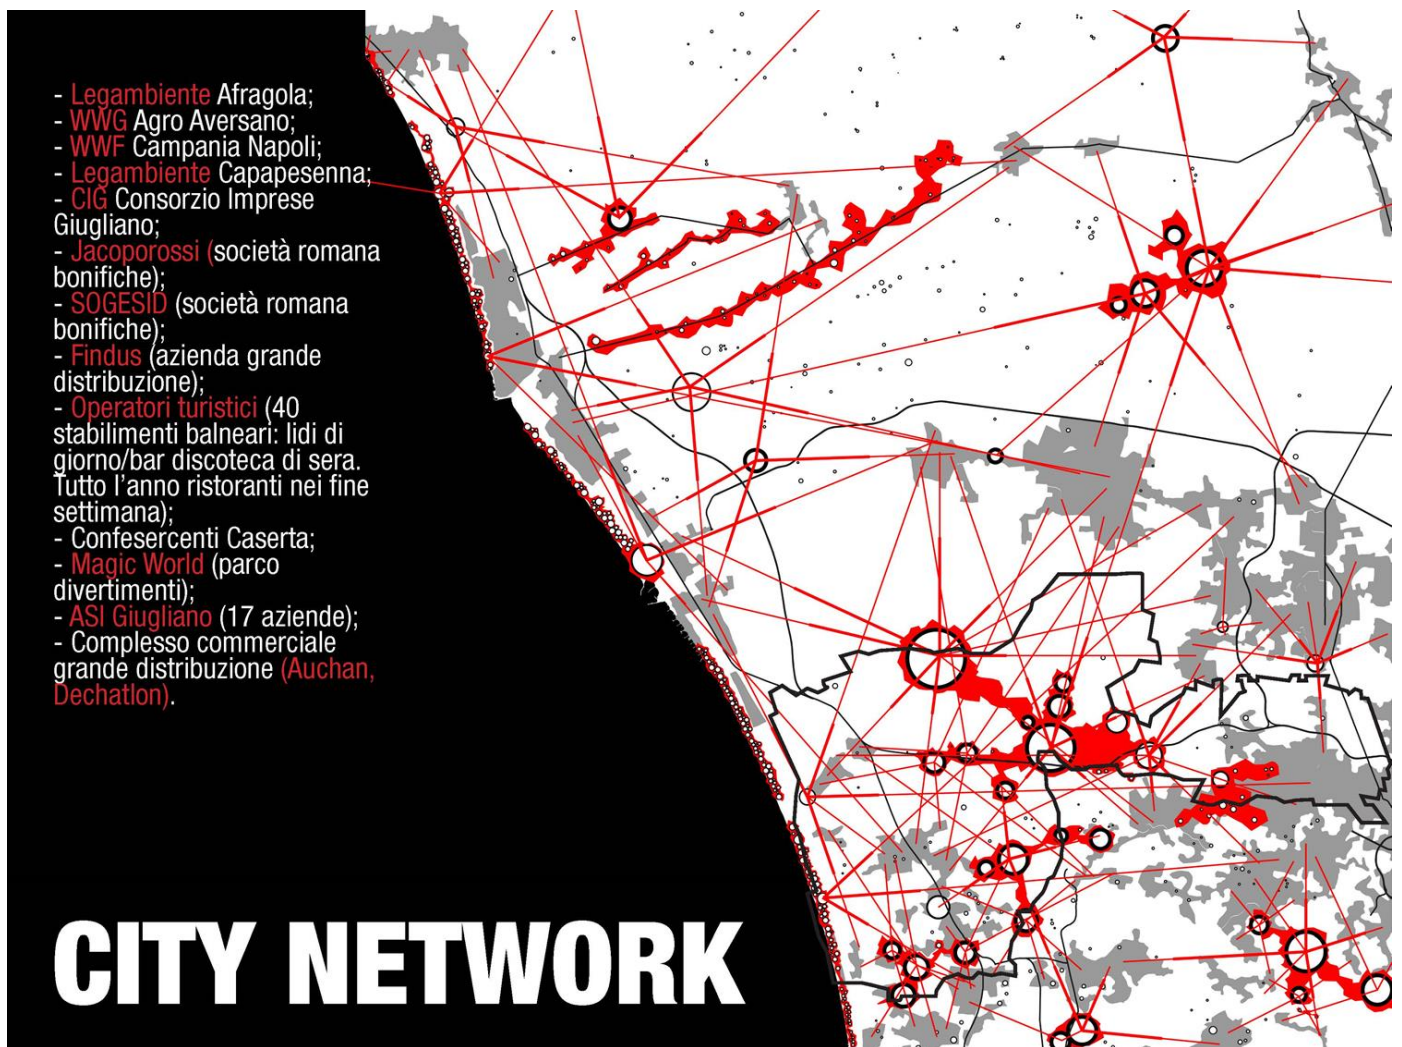 - Legambiente Afragola;
- WWG Agro Aversano;
- WWF Campania Napoli;
- Legambiente Capapesenna;
- CIG Consorzio Imprese
Giugliano;
- Jacoporossi (società romana
bonifiche);
- SOGESID (società romana
bonifiche);
- Findus (azienda grande
distribuzione);
- Operatori turistici (40
stabilimenti balneari: lidi di
giorno/bar discoteca di sera.
Tutto l'anno ristoranti nei fine
settimana);
- Confesercenti Caserta;
- Magic World (parco
divertimenti);
- ASI Giugliano (17 aziende);
- Complesso commerciale
grande distribuzione (Auchan,
Dechatlon).
CITY NETWORK